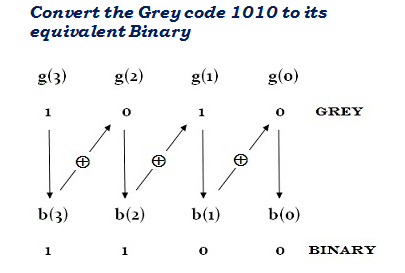 Convert the Grey code 1010 to its
equivalent Binary
g(3) g(2) g(1) g(0)
1 0 1 0 GREY
⊕ ⊕ ⊕
b(3) b(2) b(1) b(0)
1 1 0 0 BINARY